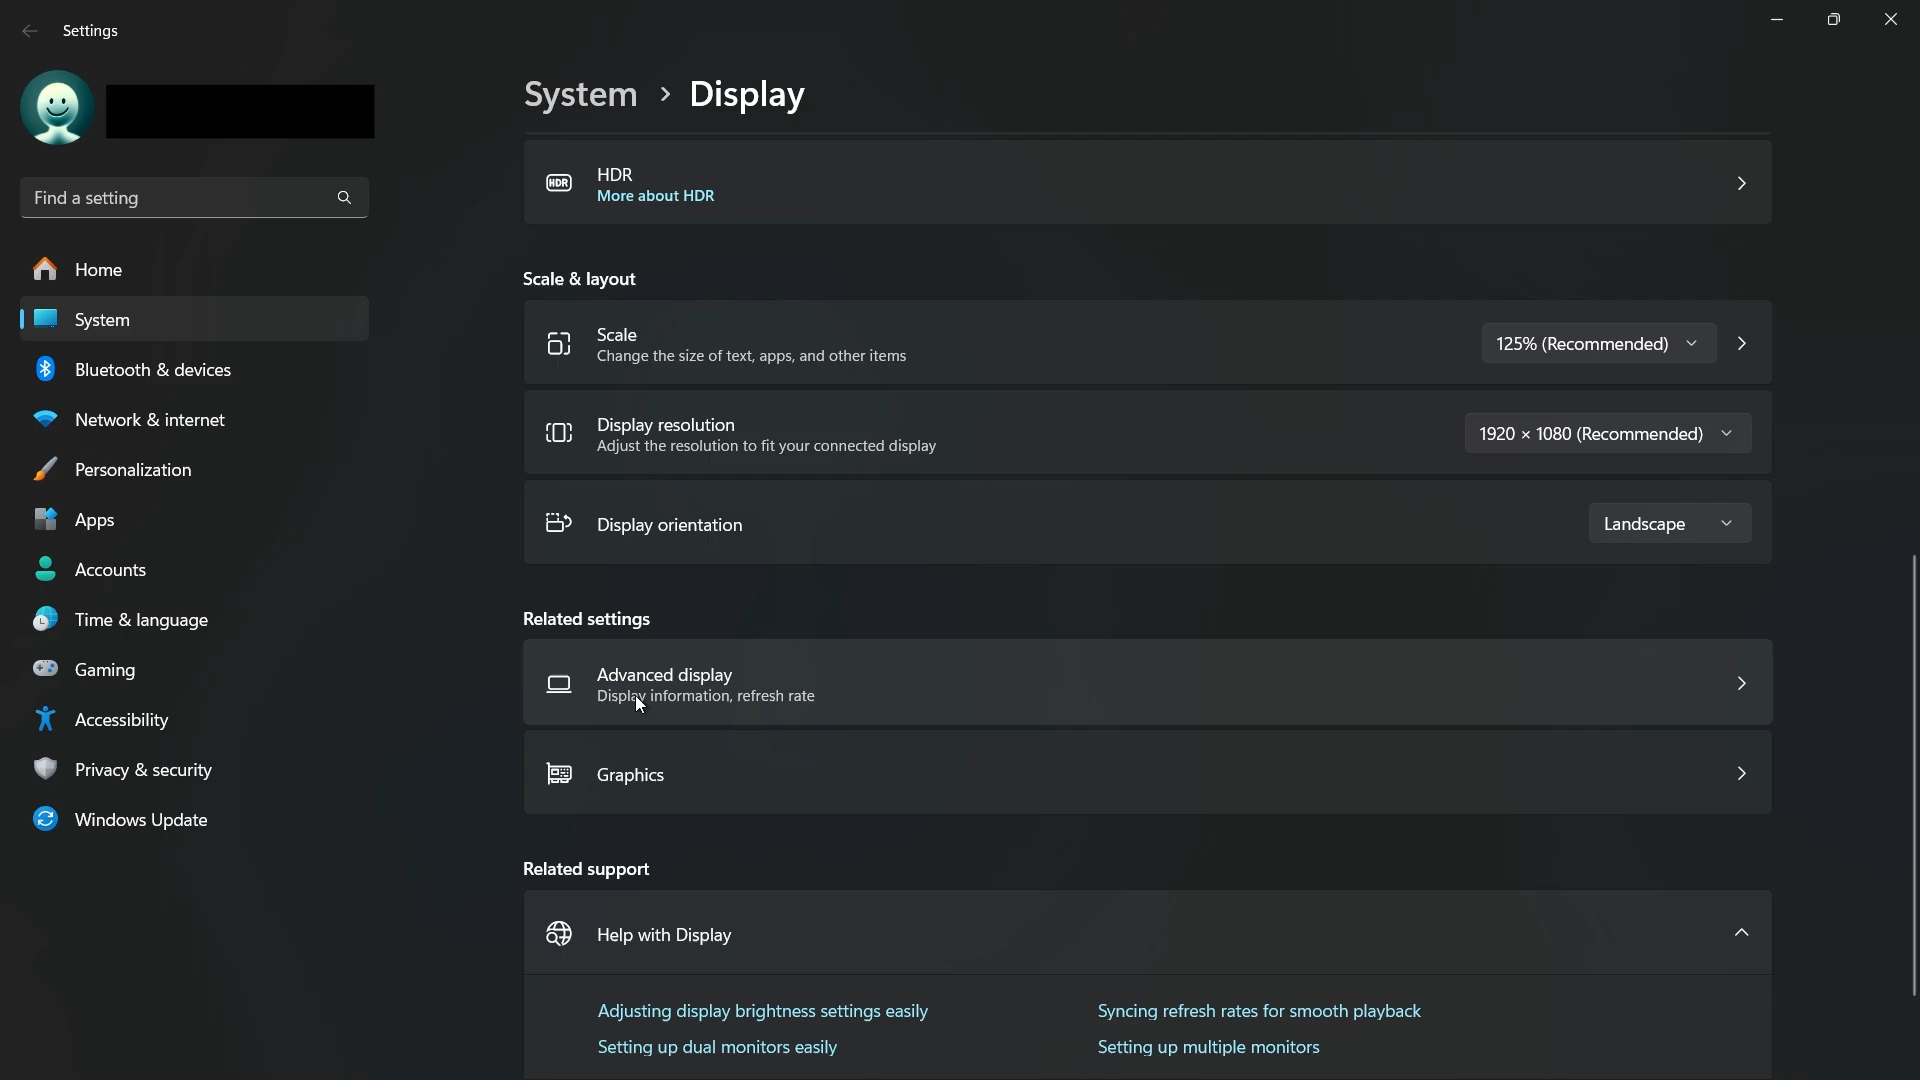 Settings
Find a setting
Home
System
Bluetooth & devices
Network & internet
Personalization
Apps
Accounts
Time & language
Gaming
Accessibility
Privacy & security
Windows Update
System > Display
HDR
HDR
More about HDR
Scale & layout
Scale
Change the size of text, apps, and other items
125% (Recommended)
Display resolution
Adjust the resolution to fit your connected display
1920 × 1080 (Recommended)
Display orientation
Landscape
Related settings
Advanced display
Display information, refresh rate
Graphics
Related support
Help with Display
Adjusting display brightness settings easily
Syncing refresh rates for smooth playback
Setting up dual monitors easily
Setting up multiple monitors